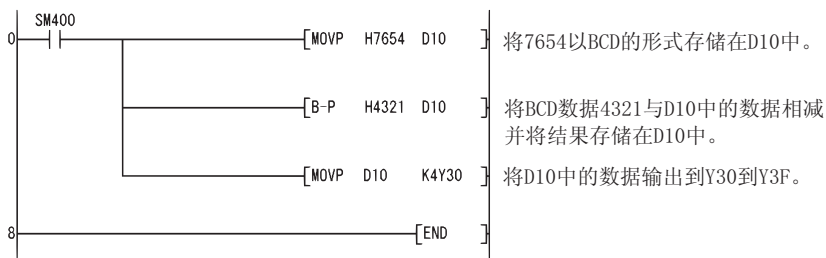 SM400
0 [MOVP H7654 D10 ] 将7654以BCD的形式存储在D10中。
[B-P H4321 D10 ] 将BCD数据4321与D10中的数据相减
并将结果存储在D10中。
[MOVP D10 K4Y30 ] 将D10中的数据输出到Y30到Y3F。
8 [END ]